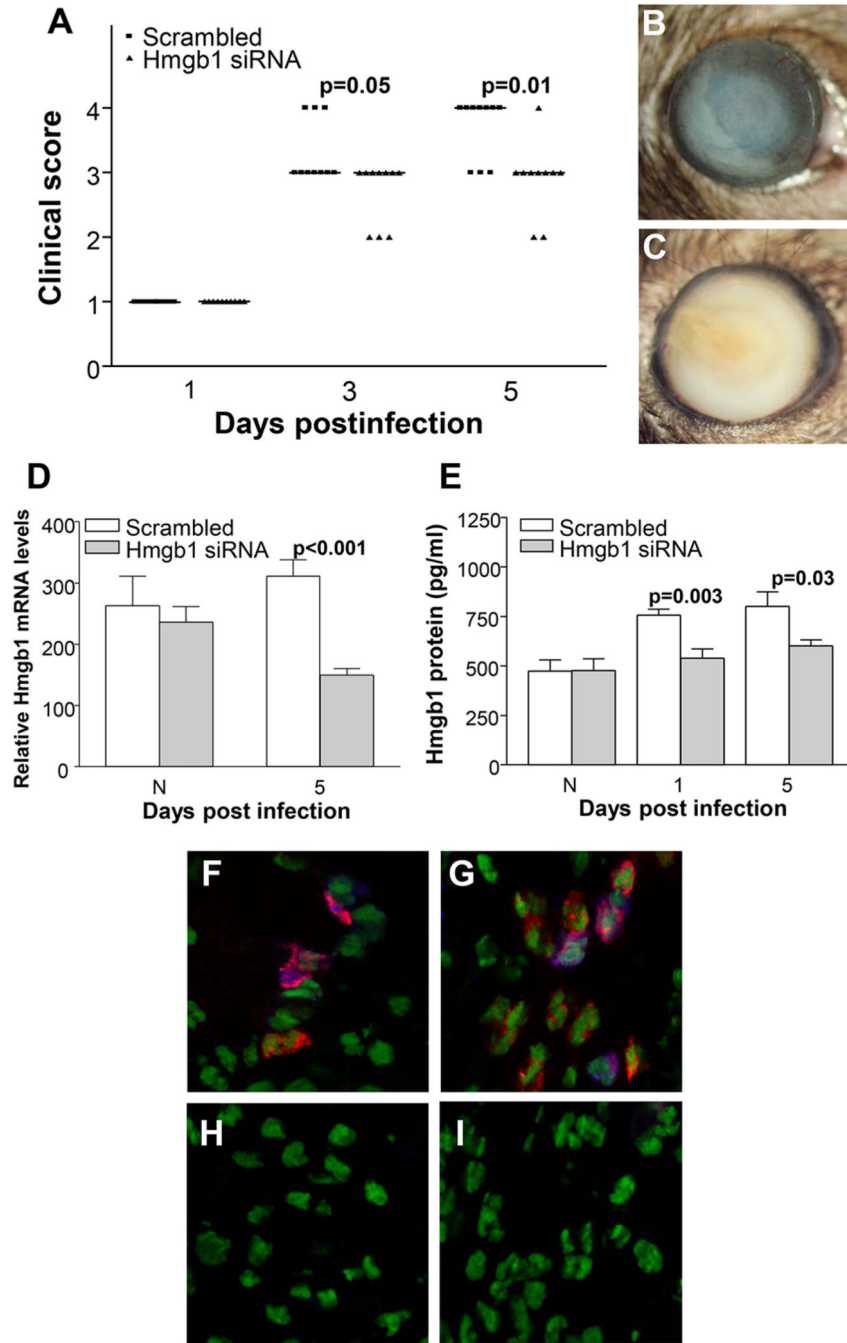 A
Scrambled
Hmgb1 siRNA
p=0.05 p=0.01
Clinical score
4
3
2
1
0
1 3 5
Days postinfection
B
C
D
Scrambled
Hmgb1 siRNA
p<0.001
Relative Hmgb1 mRNA levels
400
300
200
100
0
N 5
Days post infection
E
Scrambled
Hmgb1 siRNA
p=0.003
p=0.03
Hmgb1 protein (pg/ml)
1250
1000
750
500
250
0
N 1 5
Days post infection
F
G
H
I